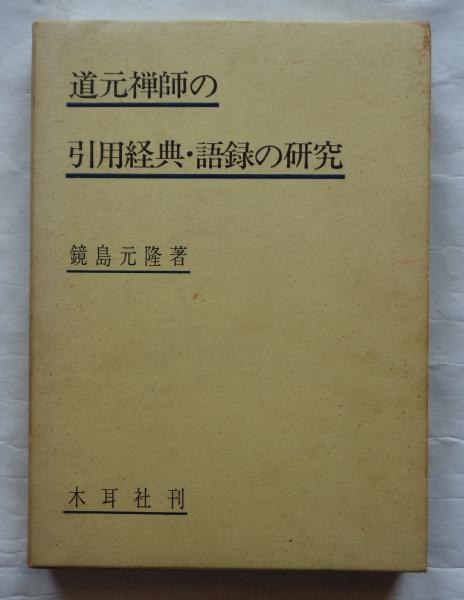 道元禅師の
引用経典・語録の研究
鏡島元隆著
木耳社刊